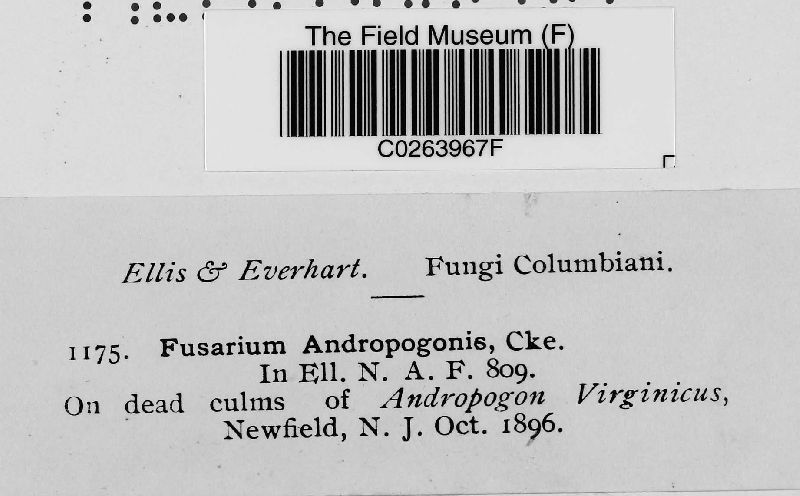 The Field Museum (F)
C0263967F
Ellis & Everhart. Fungi Columbiani.
1175. Fusarium Andropogonis, Cke.
In Ell. N. A. F. 809.
On dead culms of Andropogon Virginicus,
Newfield, N. J. Oct. 1896.